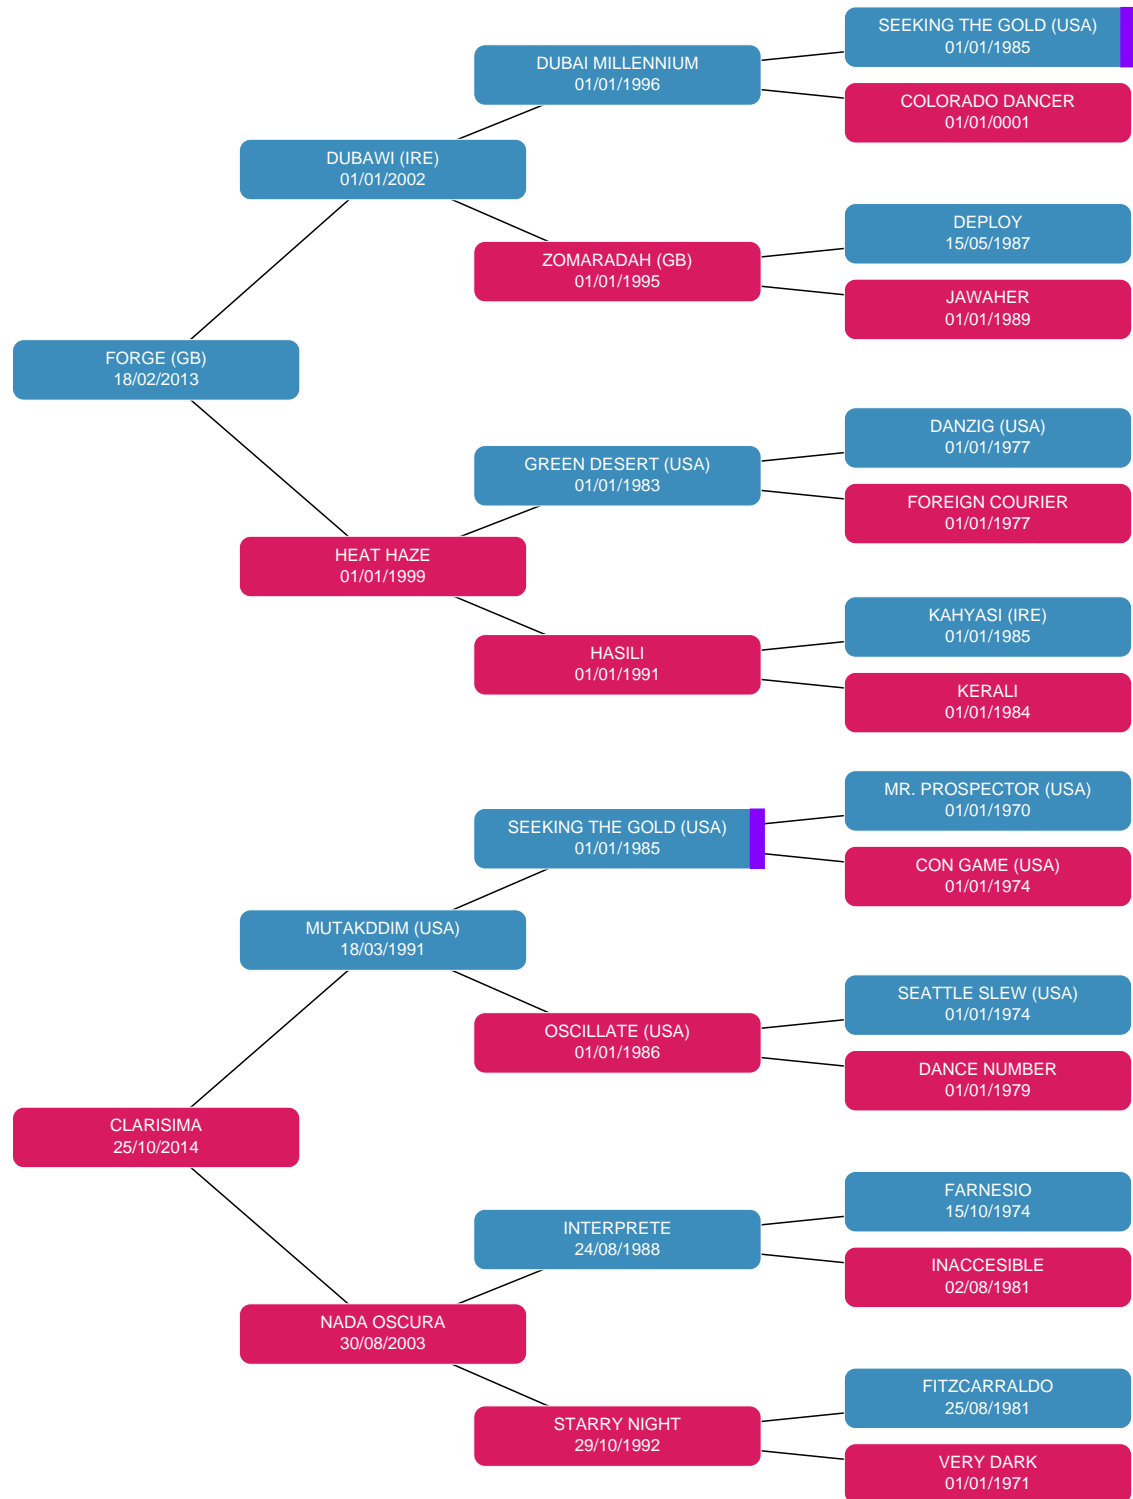 SEEKING THE GOLD (USA)
01/01/1985
DUBAI MILLENNIUM
01/01/1996
COLORADO DANCER
01/01/0001
DUBAWI (IRE)
01/01/2002
DEPLOY
15/05/1987
ZOMARADAH (GB)
01/01/1995
JAWAHER
01/01/1989
FORGE (GB)
18/02/2013
DANZIG (USA)
01/01/1977
GREEN DESERT (USA)
01/01/1983
FOREIGN COURIER
01/01/1977
HEAT HAZE
01/01/1999
KAHYASI (IRE)
01/01/1985
HASILI
01/01/1991
KERALI
01/01/1984
MR. PROSPECTOR (USA)
01/01/1970
SEEKING THE GOLD (USA)
01/01/1985
CON GAME (USA)
01/01/1974
MUTAKDDIM (USA)
18/03/1991
SEATTLE SLEW (USA)
01/01/1974
OSCILLATE (USA)
01/01/1986
DANCE NUMBER
01/01/1979
CLARISIMA
25/10/2014
FARNESIO
15/10/1974
INTERPRETE
24/08/1988
INACCESIBLE
02/08/1981
NADA OSCURA
30/08/2003
FITZCARRALDO
25/08/1981
STARRY NIGHT
29/10/1992
VERY DARK
01/01/1971